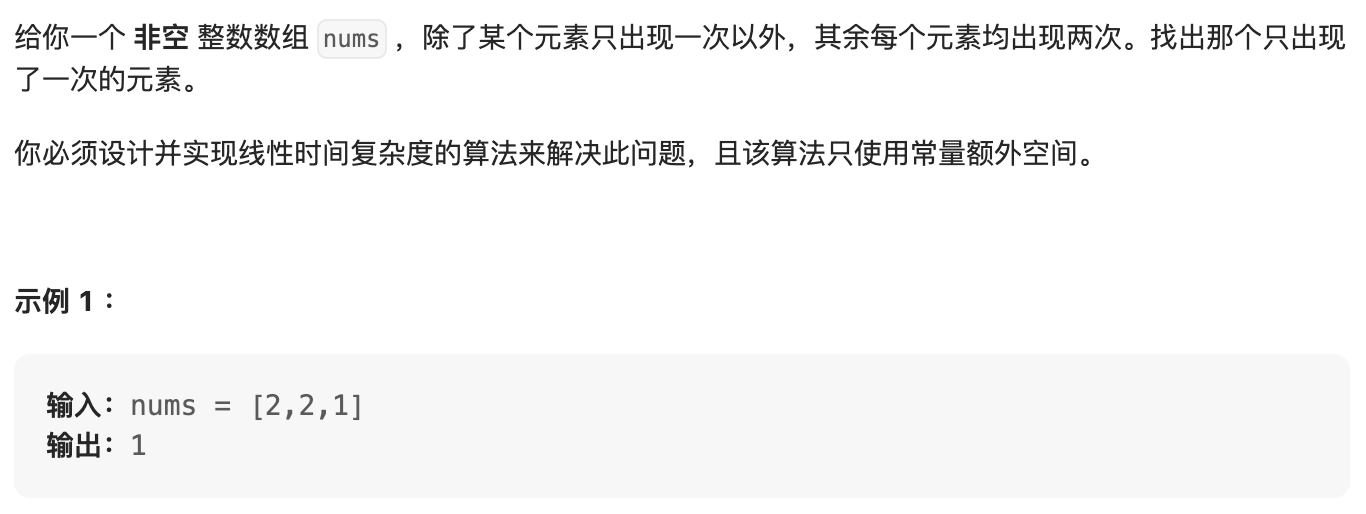 给你一个 非空 整数数组 nums ，除了某个元素只出现一次以外，其余每个元素均出现两次。找出那个只出现
了一次的元素。
你必须设计并实现线性时间复杂度的算法来解决此问题，且该算法只使用常量额外空间。
示例 1 ：
输入：nums = [2,2,1]
输出：1